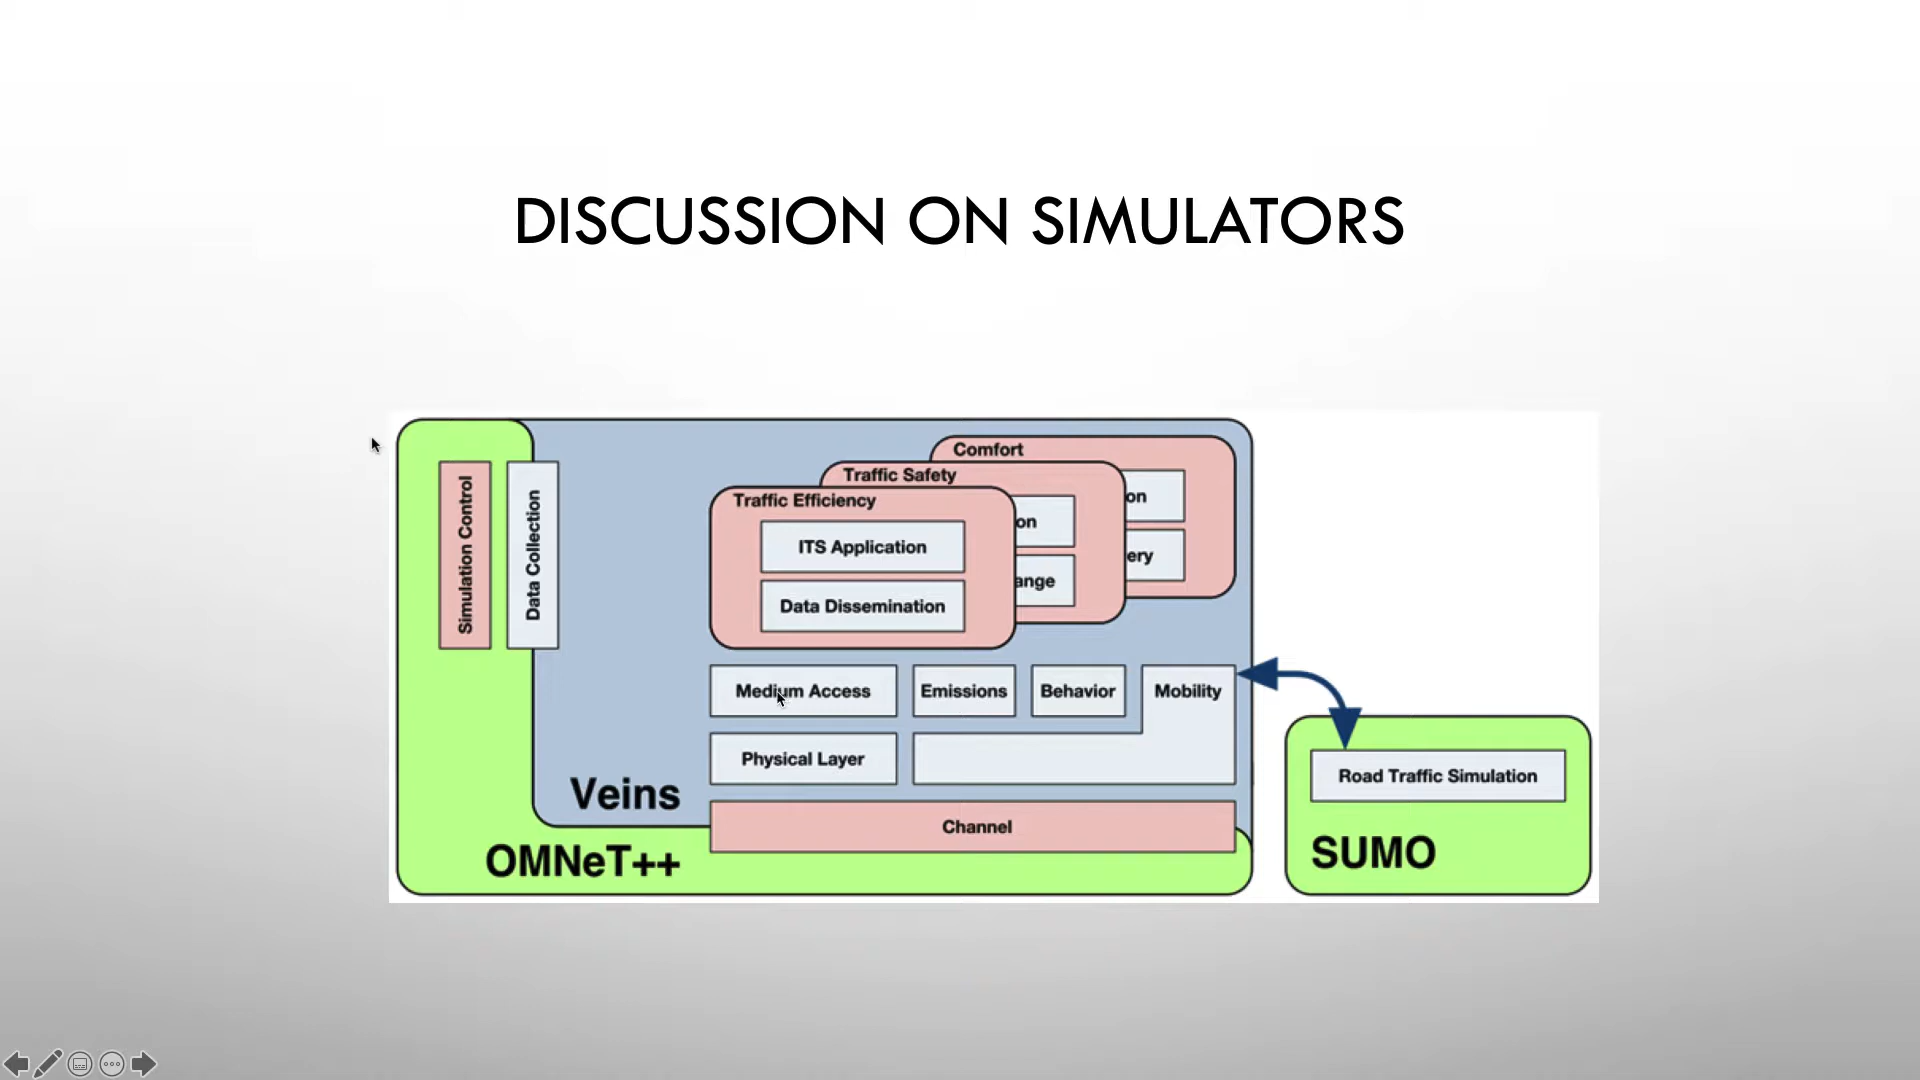 DISCUSSION ON SIMULATORS
Simulation Control
Data Collection
Comfort
Traffic Safety
Traffic Efficiency
on
ery
on
ange
ITS Application
Data Dissemination
Medium Access
Emissions
Behavior
Mobility
Physical Layer
Channel
Veins
OMNeT++
Road Traffic Simulation
SUMO